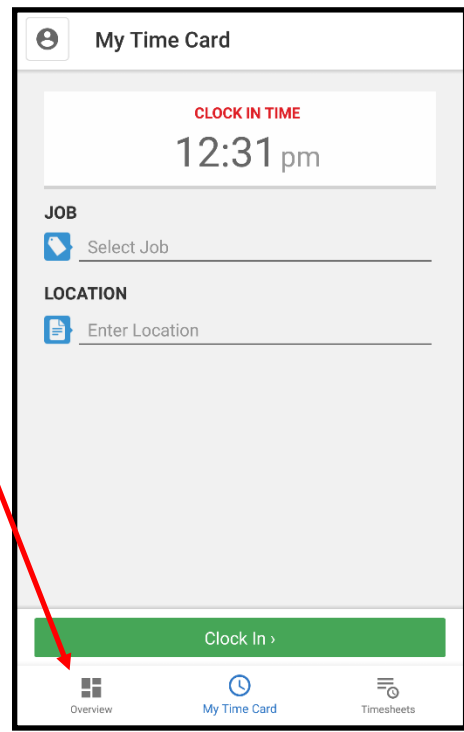 My Time Card
CLOCK IN TIME
12:31 pm
JOB
Select Job
LOCATION
Enter Location
Clock In ›
Overview My Time Card Timesheets